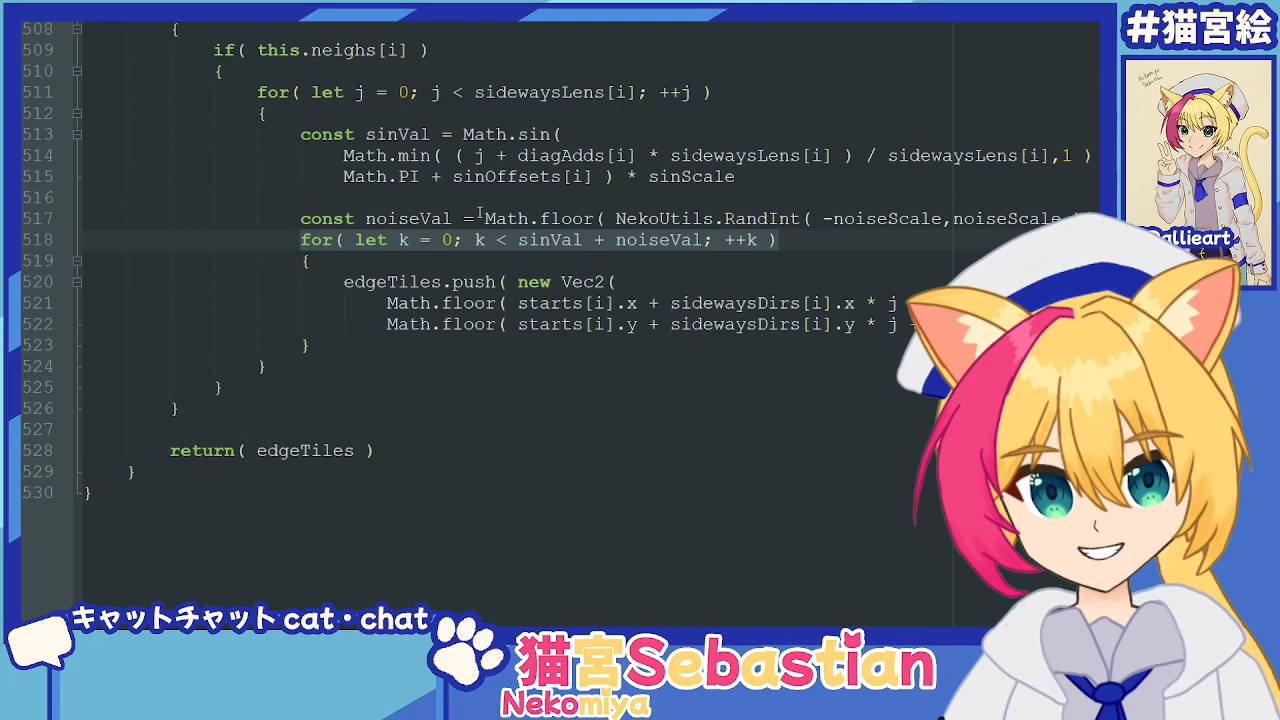 508 {
509 if( this.neighs[i] )
510 {
511 for( let j = 0; j < sidewaysLens[i]; ++j )
512 {
513 const sinVal = Math.sin(
514 Math.min( ( j + diagAdds[i] * sidewaysLens[i] ) / sidewaysLens[i],1 )
515 Math.PI + sinOffsets[i] ) * sinScale
516
517 const noiseVal = Math.floor( NekoUtils.RandInt( -noiseScale,noiseScale
518 for( let k = 0; k < sinVal + noiseVal; ++k )
519 {
520 edgeTiles.push( new Vec2(
521 Math.floor( starts[i].x + sidewaysDirs[i].x * j
522 Math.floor( starts[i].y + sidewaysDirs[i].y * j
523 }
524 }
525 }
526 }
527
528 return( edgeTiles )
529 }
530 }
#猫宮絵
Nekomiya
キャットチャット cat・chat
猫宮Sebastian
Nekomiya